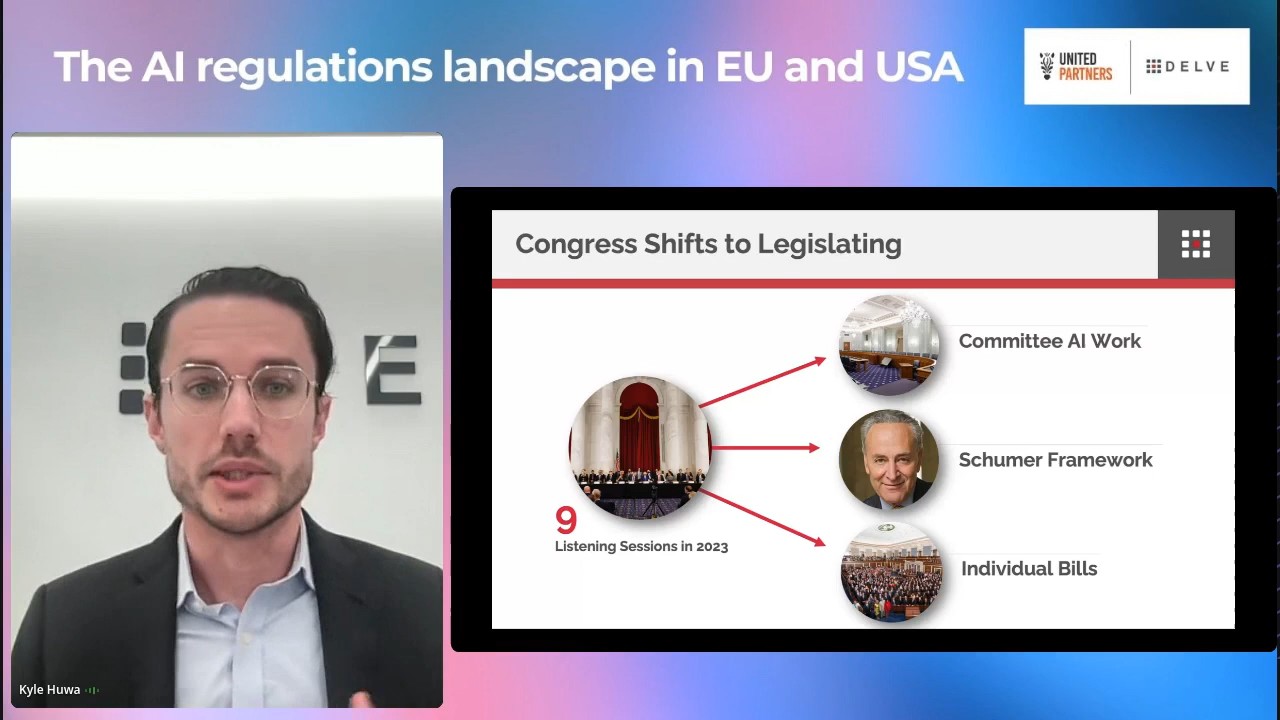 The AI regulations landscape in EU and USA
UNITED
PARTNERS
DELVE
E
Kyle Huwa
Congress Shifts to Legislating
9
Listening Sessions in 2023
Committee AI Work
Schumer Framework
Individual Bills